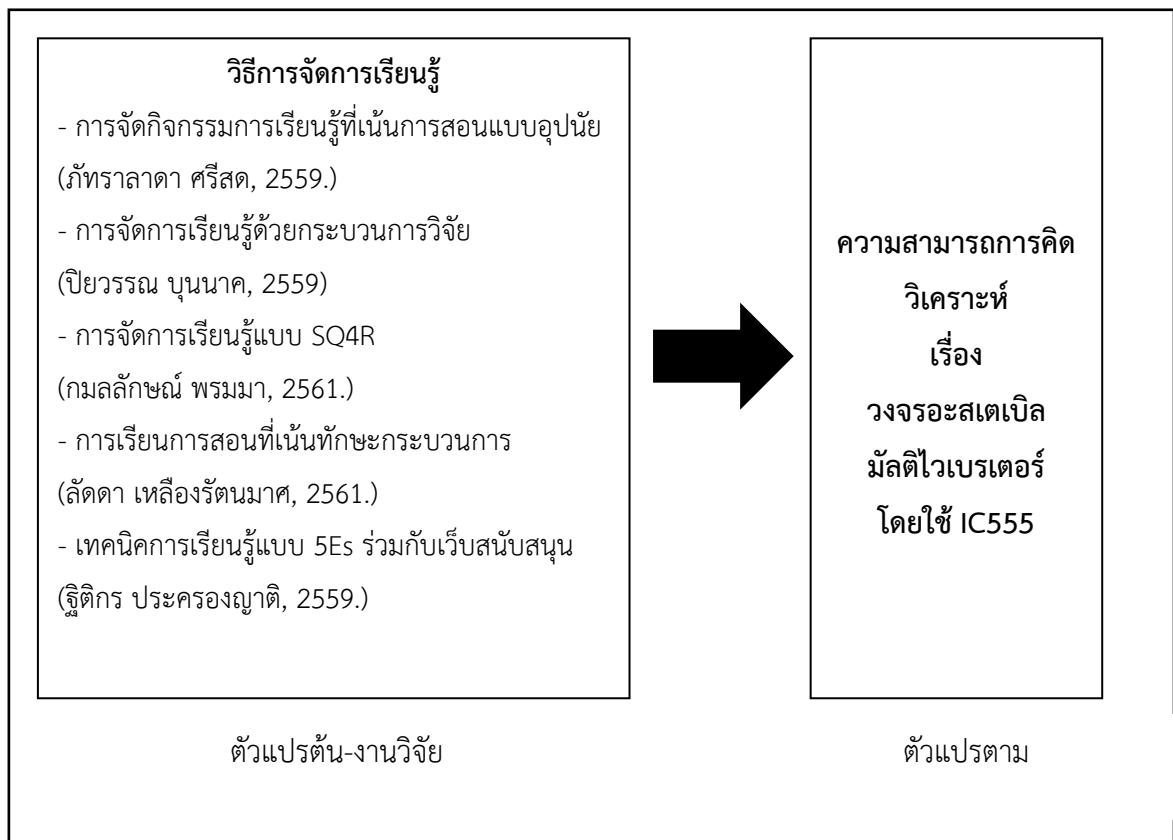 วิธีการจัดการเรียนรู้
- การจัดกิจกรรมการเรียนรู้ที่เน้นการสอนแบบอุปนัย
(ภัทราลาดา ศรีสด, 2559.)
- การจัดการเรียนรู้ด้วยกระบวนการวิจัย
(ปิยวรรณ บุนนาค, 2559)
- การจัดการเรียนรู้แบบ SQ4R
(กมลลักษณ์ พรมมา, 2561.)
- การเรียนการสอนที่เน้นทักษะกระบวนการ
(ลัดดา เหลืองรัตนมาศ, 2561.)
- เทคนิคการเรียนรู้แบบ 5Es ร่วมกับเว็บสนับสนุน
(ฐิติกร ประครองญาติ, 2559.)
ความสามารถการคิด
วิเคราะห์
เรื่อง
วงจรอะสเตเบิล
มัลติไวเบรเตอร์
โดยใช้ IC555
ตัวแปรต้น-งานวิจัย
ตัวแปรตาม